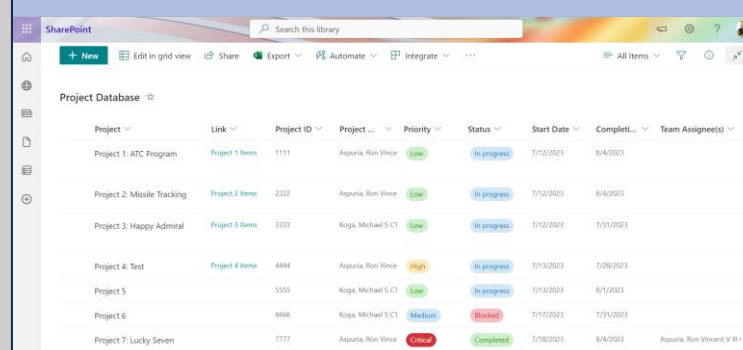 SharePoint
Search this library
+ New Edit in grid view Share Export Automate Integrate ... All Items
Project Database
Project Link Project ID Project ... Priority Status Start Date Completi... Team Assignee(s)
Project 1: ATC Program Project 1 Items 1111 Aspuria, Ron Vince Low In progress 7/12/2023 8/4/2023
Project 2: Missile Tracking Project 2 Items 2222 Aspuria, Ron Vince Low In progress 7/12/2023 8/4/2023
Project 3: Happy Admiral Project 3 Items 3333 Koga, Michael S C1 Low In progress 7/12/2023 7/31/2023
Project 4: Test Project 4 Items 4444 Aspuria, Ron Vince High In progress 7/13/2023 7/28/2023
Project 5 5555 Koga, Michael S C1 Low In progress 7/13/2023 8/1/2023
Project 6 6666 Koga, Michael S C1 Medium Blocked 7/17/2023 7/31/2023
Project 7: Lucky Seven 7777 Aspuria, Ron Vince Critical Completed 7/18/2023 8/4/2023 Aspuria, Ron Vincent V III